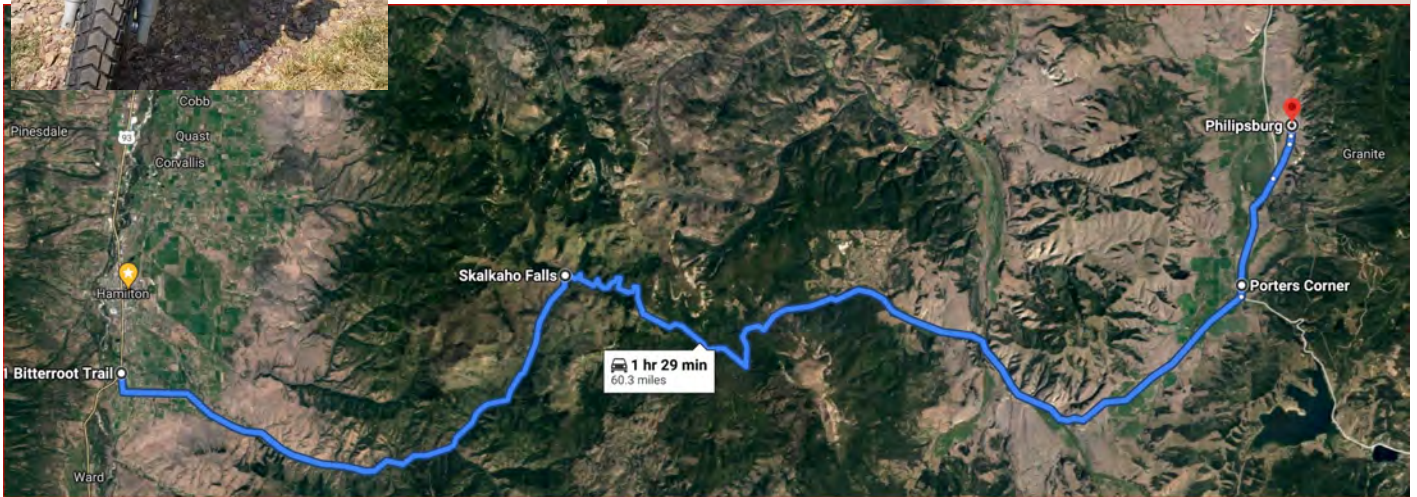 Cobb
Pinesdale
93
Quast
Corvallis
Philipsburg
Granite
Skalkaho Falls
Hamilton
Porters Corner
1 Bitterroot Trail
1 hr 29 min
60.3 miles
Ward